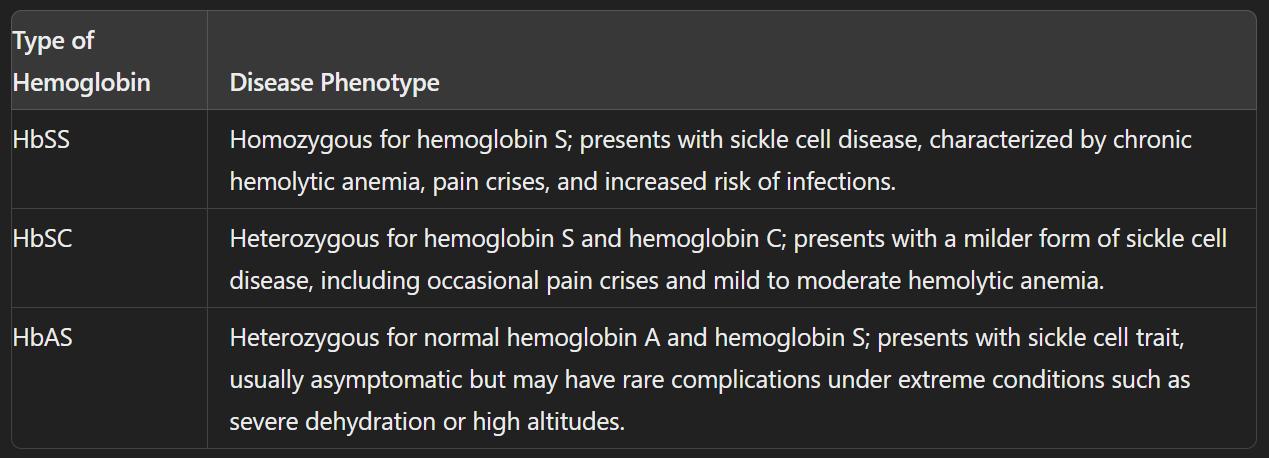 Type of
Hemoglobin
Disease Phenotype
HbSS
Homozygous for hemoglobin S; presents with sickle cell disease, characterized by chronic
hemolytic anemia, pain crises, and increased risk of infections.
HbSC
Heterozygous for hemoglobin S and hemoglobin C; presents with a milder form of sickle cell
disease, including occasional pain crises and mild to moderate hemolytic anemia.
HbAS
Heterozygous for normal hemoglobin A and hemoglobin S; presents with sickle cell trait,
usually asymptomatic but may have rare complications under extreme conditions such as
severe dehydration or high altitudes.